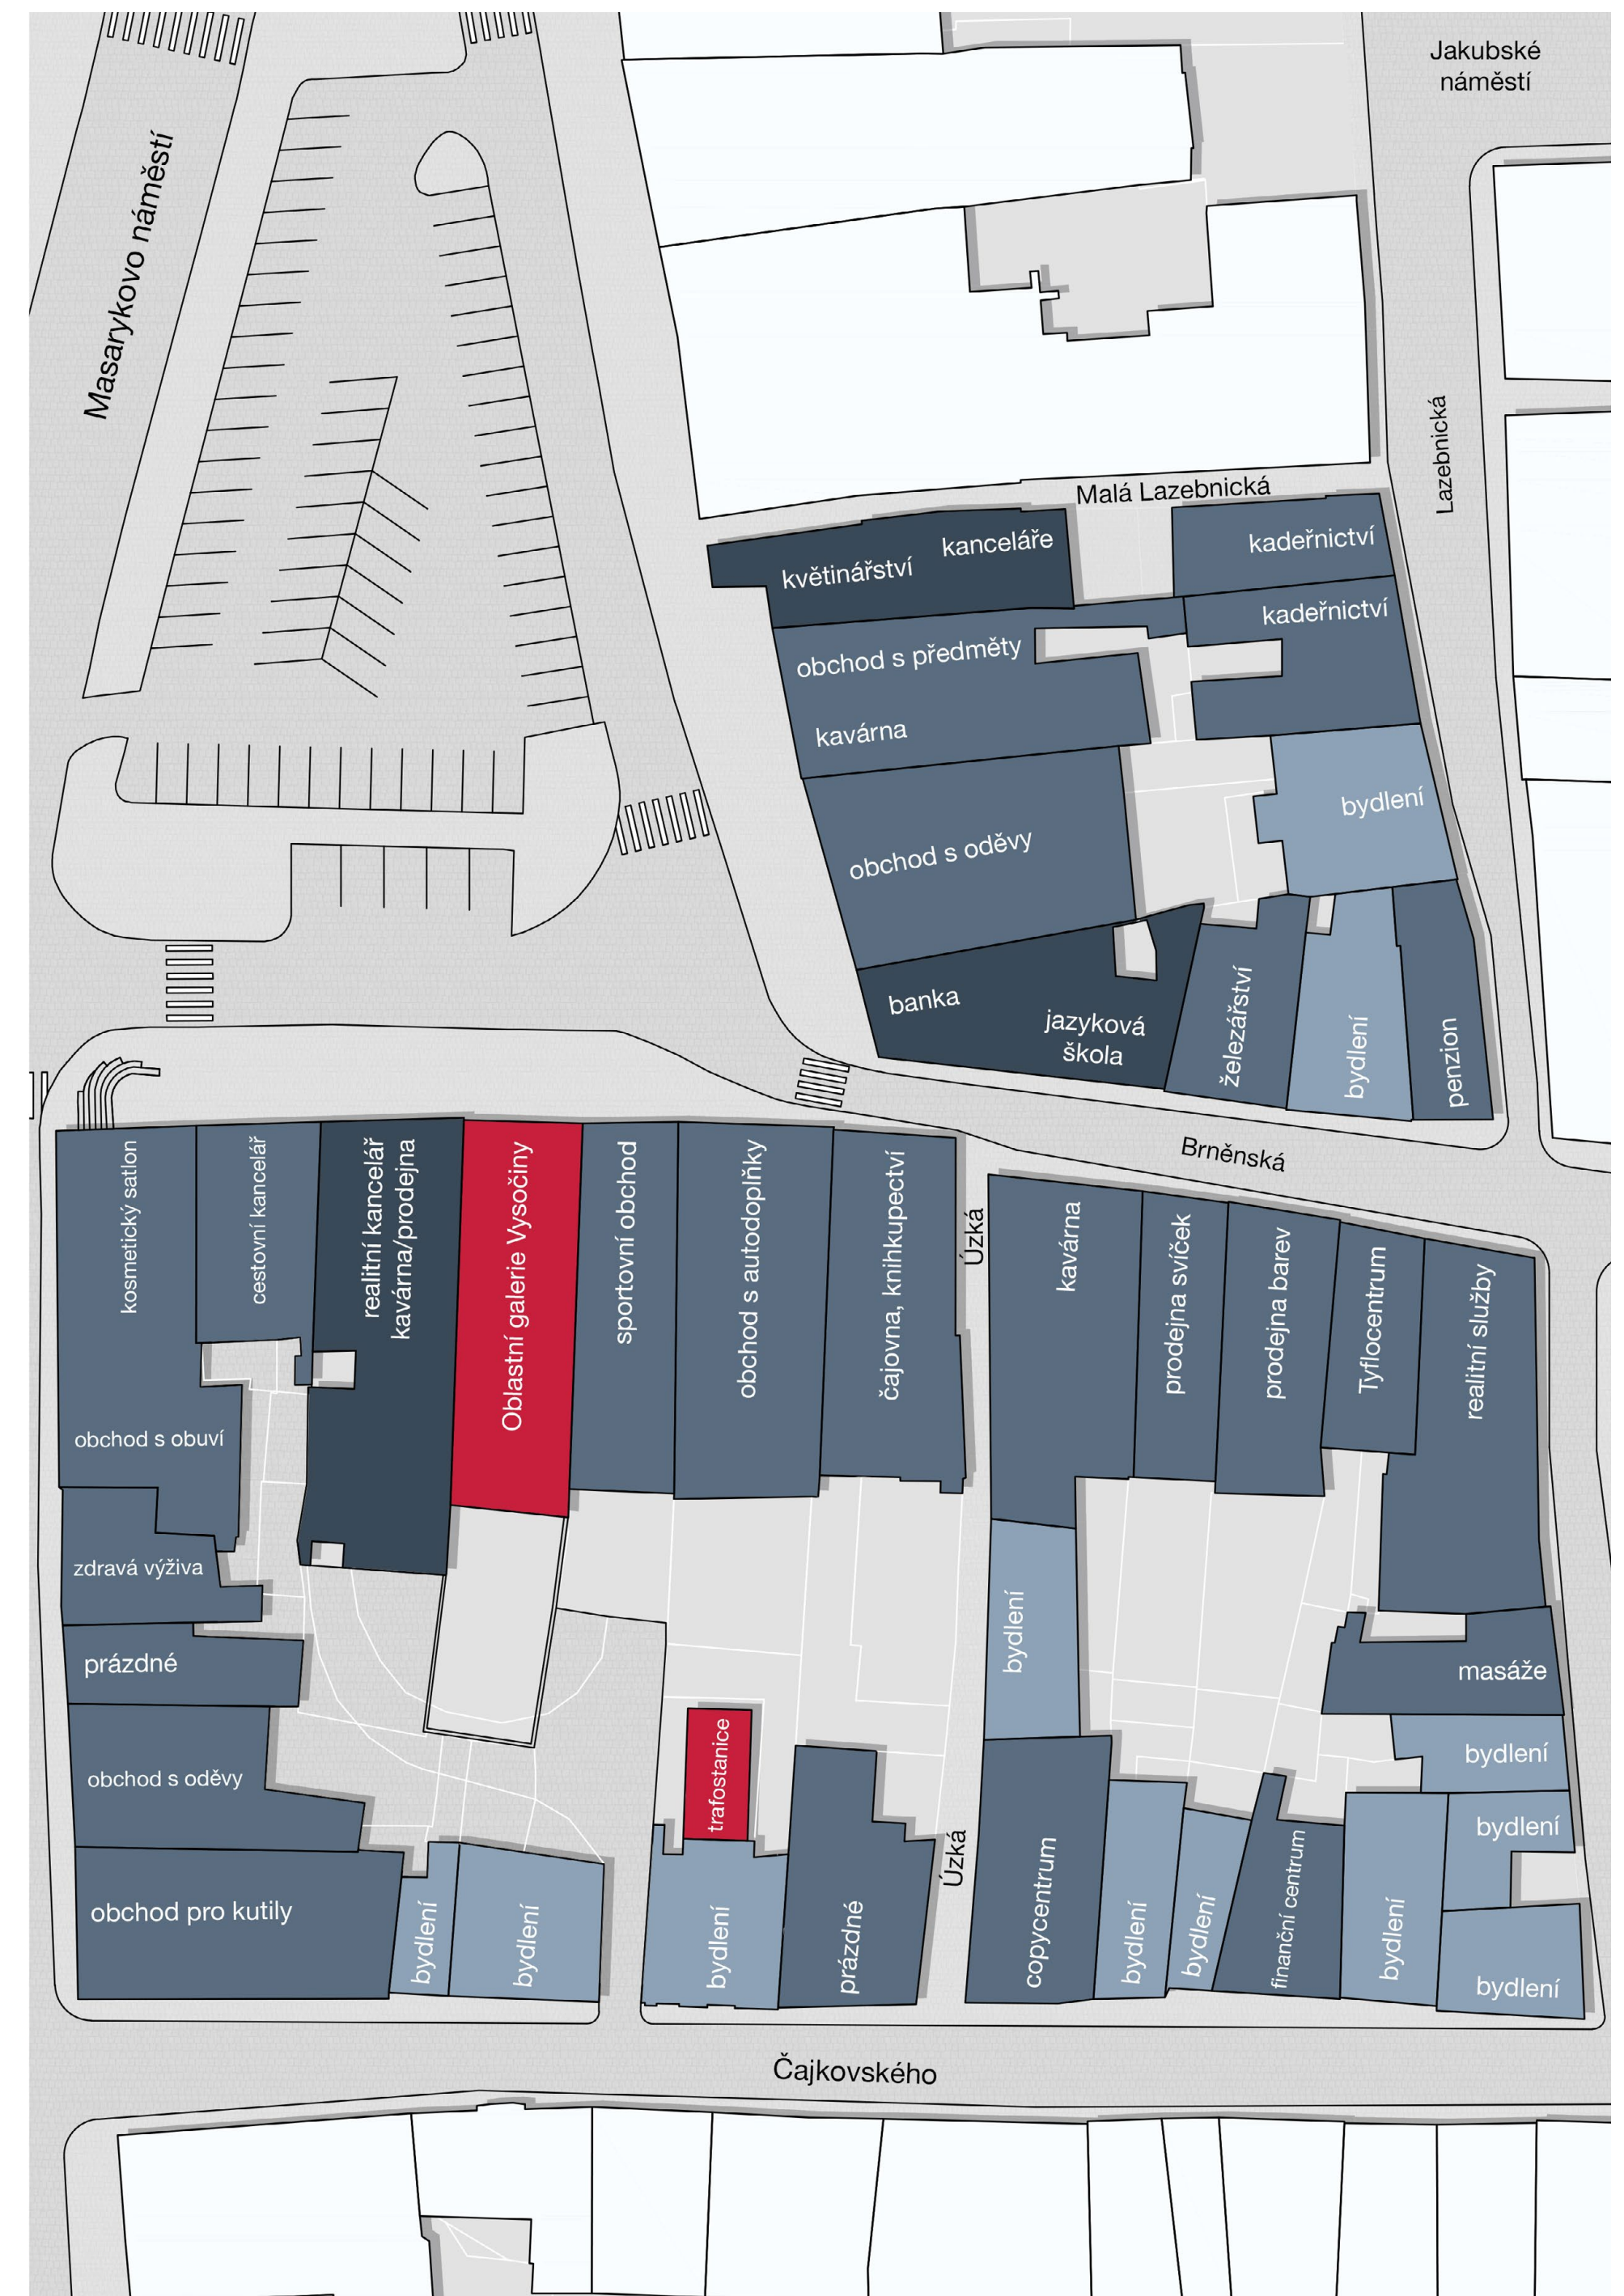 Jakubské
náměstí
Masarykovo náměstí
Lazebnická
Malá Lazebnická
květinářství
kanceláře
kadeřnictví
kadeřnictví
obchod s předměty
kavárna
obchod s oděvy
bydlení
banka
jazyková
škola
železářství
bydlení
penzion
Brněnská
kosmetický satlon
cestovní kancelář
realitní kancelář
kavárna/prodejna
Oblastní galerie Vysočiny
sportovní obchod
obchod s autodoplňky
čajovna, knihkupectví
Úzká
kavárna
prodejna svíček
prodejna barev
Tyflocentrum
realitní služby
obchod s obuví
zdravá výživa
prázdné
obchod s oděvy
obchod pro kutily
bydlení
bydlení
trafostanice
bydlení
prázdné
Úzká
bydlení
copycentrum
bydlení
bydlení
finanční centrum
bydlení
masáže
bydlení
bydlení
bydlení
Čajkovského